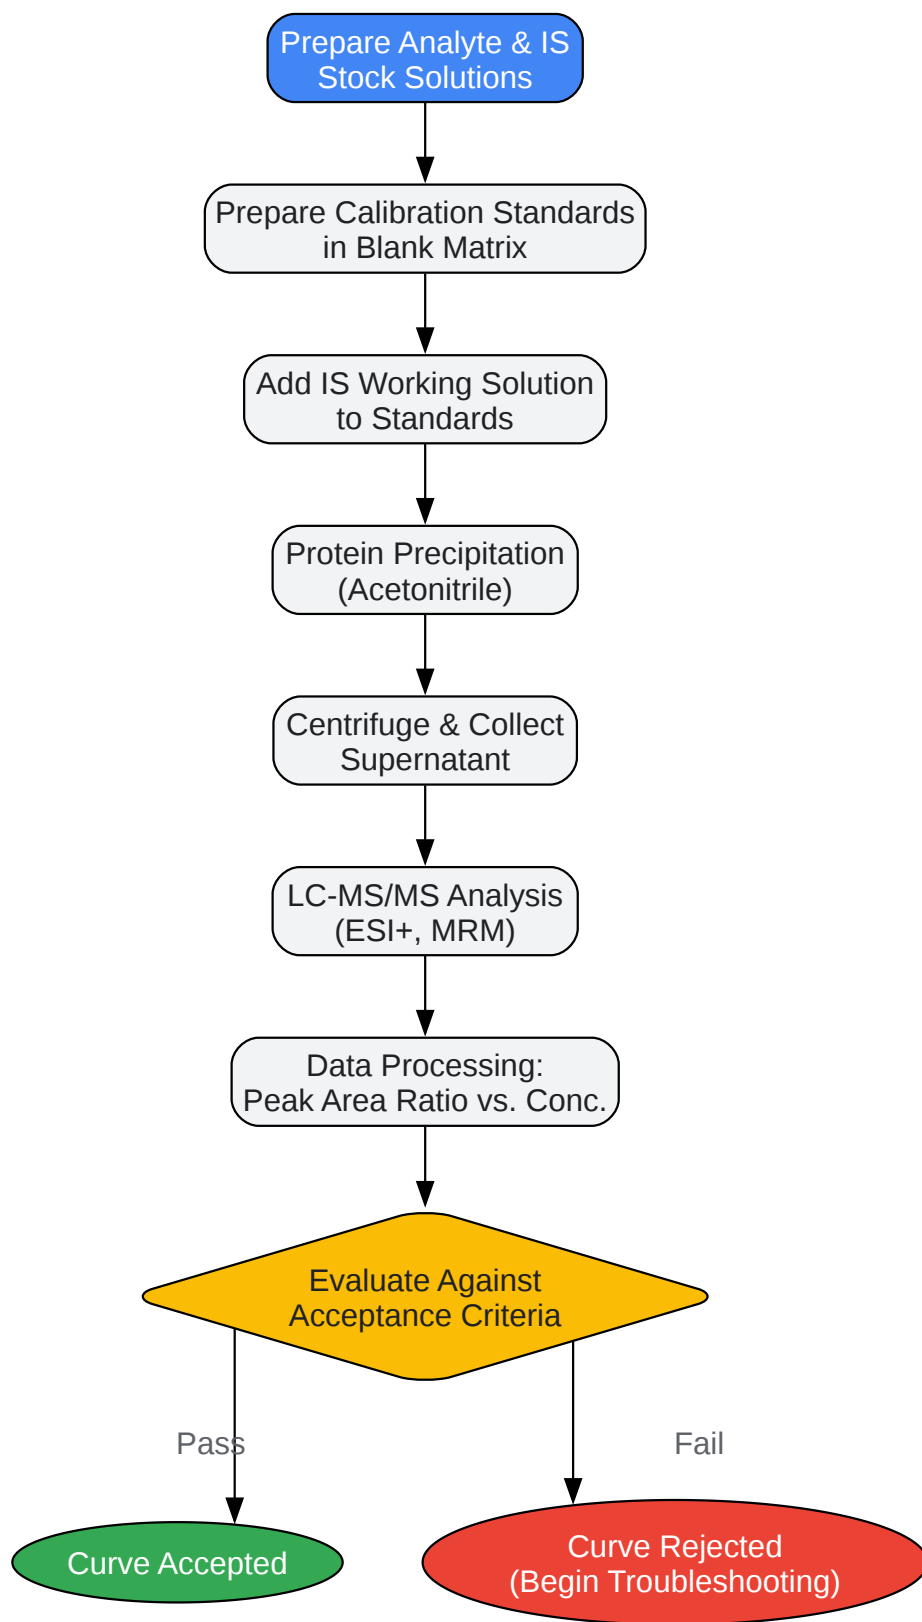 Prepare Analyte & IS
Stock Solutions
Prepare Calibration Standards
in Blank Matrix
Add IS Working Solution
to Standards
Protein Precipitation
(Acetonitrile)
Centrifuge & Collect
Supernatant
LC-MS/MS Analysis
(ESI+, MRM)
Data Processing:
Peak Area Ratio vs. Conc.
Evaluate Against
Acceptance Criteria
Pass
Fail
Curve Accepted
Curve Rejected
(Begin Troubleshooting)